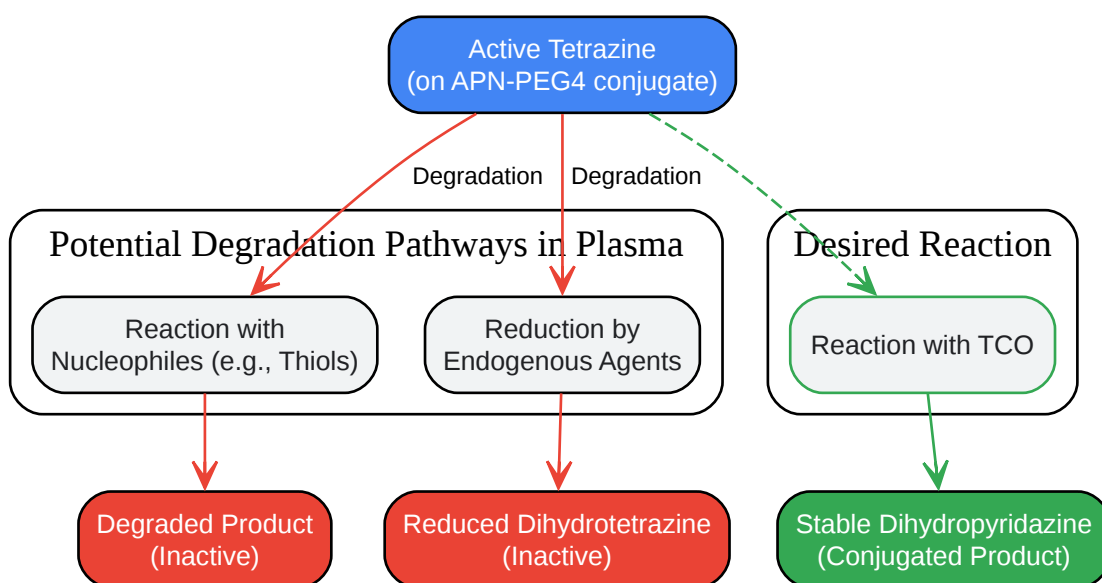 Active Tetrazine
(on APN-PEG4 conjugate)
Degradation
Degradation
Potential Degradation Pathways in Plasma
Desired Reaction
Reaction with
Nucleophiles (e.g., Thiols)
Reduction by
Endogenous Agents
Reaction with TCO
Degraded Product
(Inactive)
Reduced Dihydrotetrazine
(Inactive)
Stable Dihydropyridazine
(Conjugated Product)